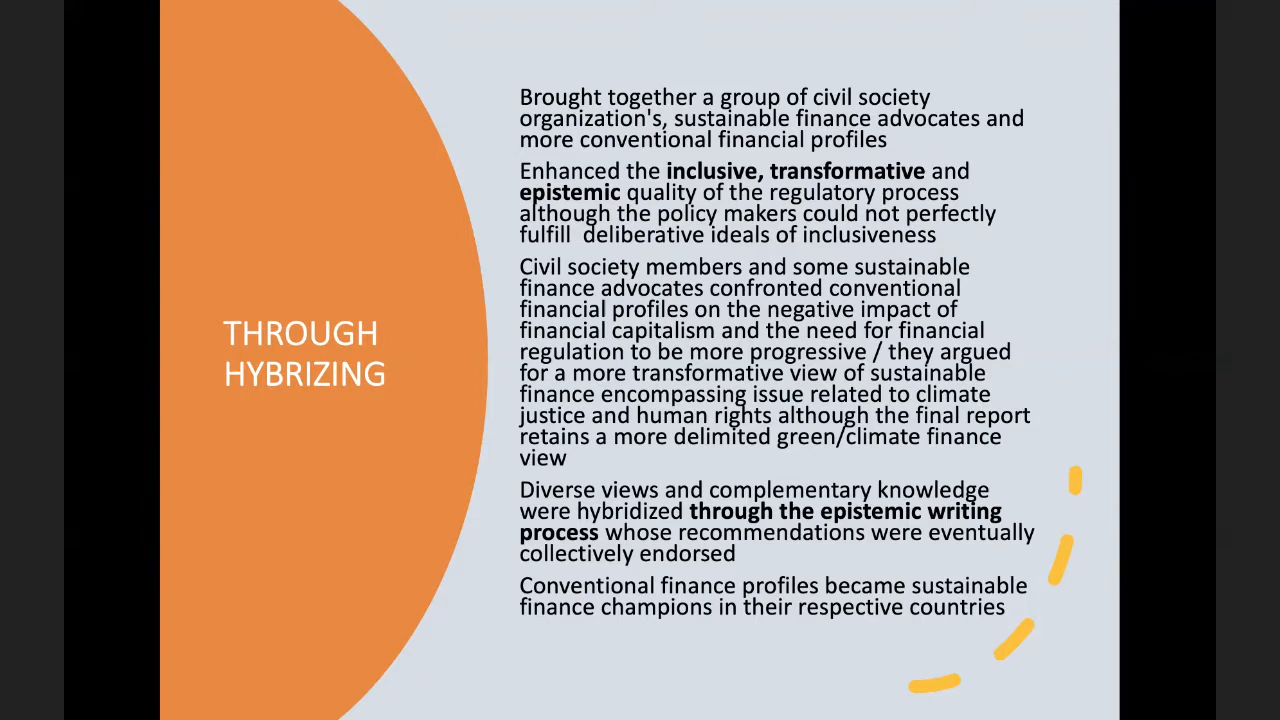 THROUGH
HYBRIZING
Brought together a group of civil society
organization's, sustainable finance advocates and
more conventional financial profiles
Enhanced the inclusive, transformative and
epistemic quality of the regulatory process
although the policy makers could not perfectly
fulfill  deliberative ideals of inclusiveness
Civil society members and some sustainable
finance advocates confronted conventional
financial profiles on the negative impact of
financial capitalism and the need for financial
regulation to be more progressive / they argued
for a more transformative view of sustainable
finance encompassing issue related to climate
justice and human rights although the final report
retains a more delimited green/climate finance
view
Diverse views and complementary knowledge
were hybridized through the epistemic writing
process whose recommendations were eventually
collectively endorsed
Conventional finance profiles became sustainable
finance champions in their respective countries